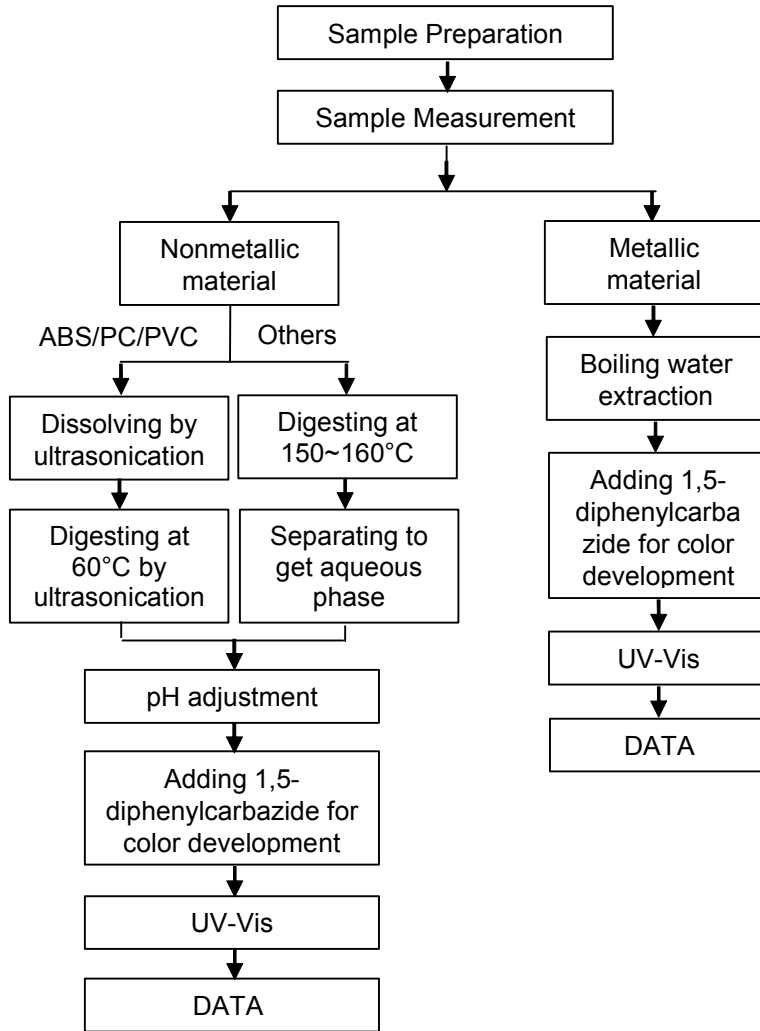 Sample Preparation
Sample Measurement
Nonmetallic
material
ABS/PC/PVC
Others
Dissolving by
ultrasonication
Digesting at
150~160°C
Digesting at
60°C by
ultrasonication
Separating to
get aqueous
phase
pH adjustment
Adding 1,5-
diphenylcarbazide for
color development
UV-Vis
DATA
Metallic
material
Boiling water
extraction
Adding 1,5-
diphenylcarba
zide for color
development
UV-Vis
DATA